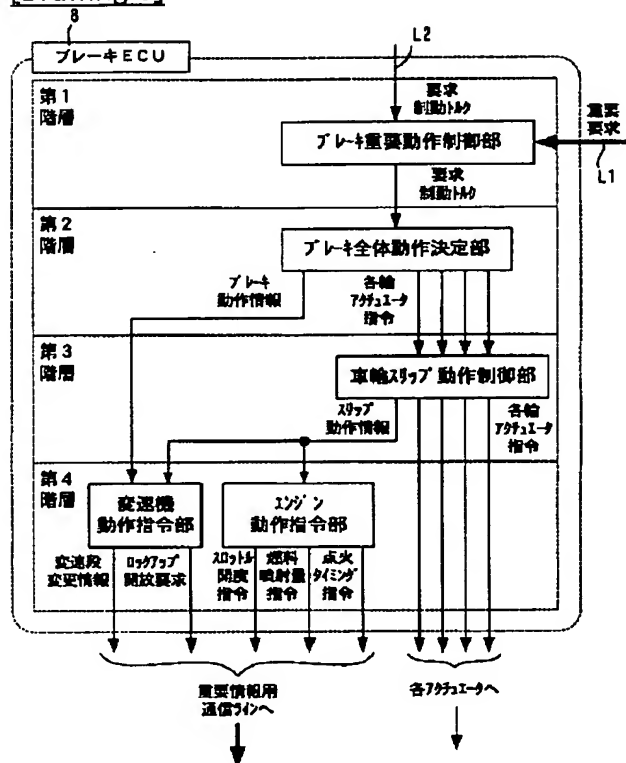 8
ブレーキECU
L2
第1
階層
要求
制動トルク
重要
要求
ブレーキ重要動作制御部
L1
要求
制動トルク
第2
階層
ブレーキ全体動作決定部
ブレーキ
動作情報
各輪
アクチュエータ
指令
第3
階層
車輪スリップ動作制御部
スリップ
動作情報
各輪
アクチュエータ
指令
第4
階層
変速機
動作指令部
エンジン
動作指令部
変速段
変更情報
ロックアップ
開放要求
スロットル
開度
指令
燃料
噴射量
指令
点火
タイミング
指令
重要情報用
通信ラインへ
各アクチュエータへ